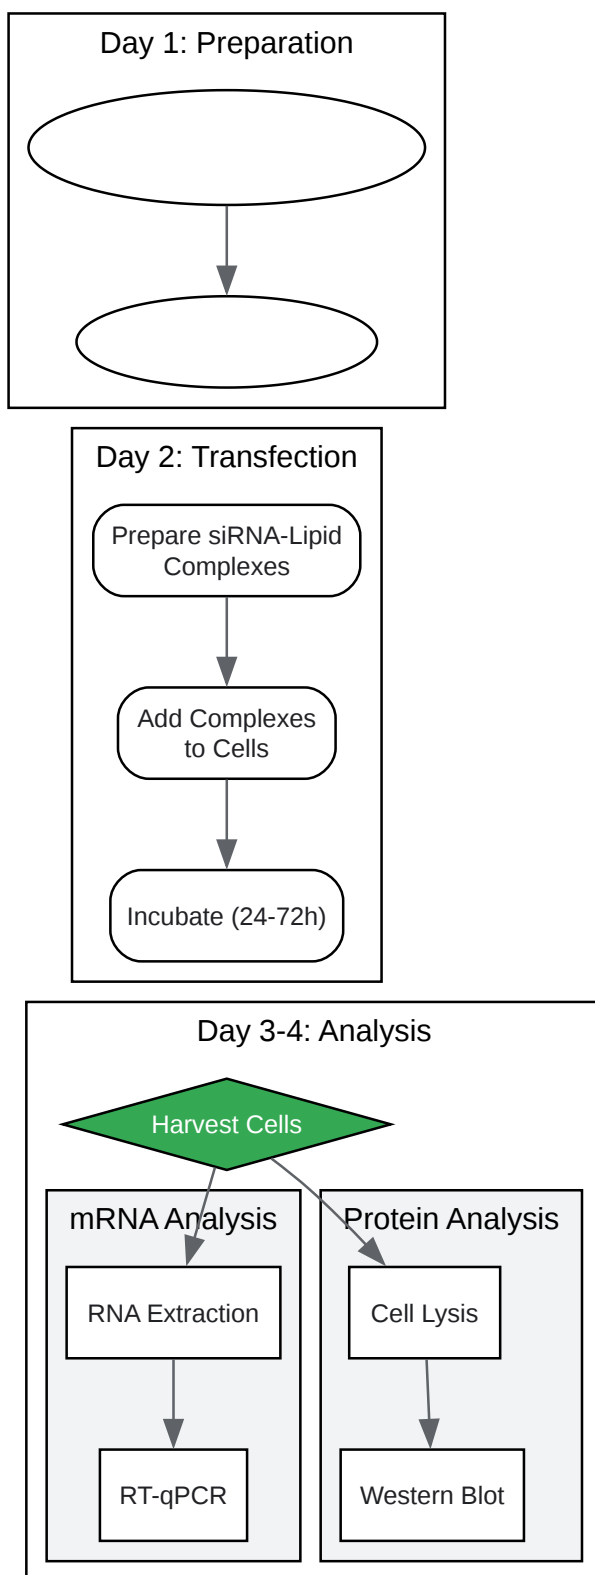 Day 1: Preparation
Day 2: Transfection
Prepare siRNA-Lipid
Complexes
Add Complexes
to Cells
Incubate (24-72h)
Day 3-4: Analysis
Harvest Cells
mRNA Analysis
Protein Analysis
RNA Extraction
Cell Lysis
RT-qPCR
Western Blot